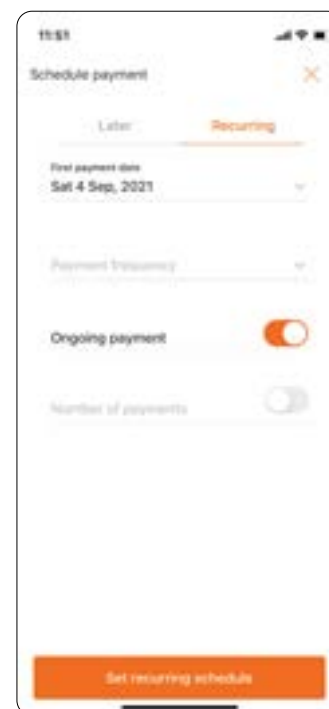 11:51
Schedule payment
Later
Recurring
First payment date
Sat 4 Sep, 2021
Payment frequency
Ongoing payment
Number of payments
Set recurring schedule